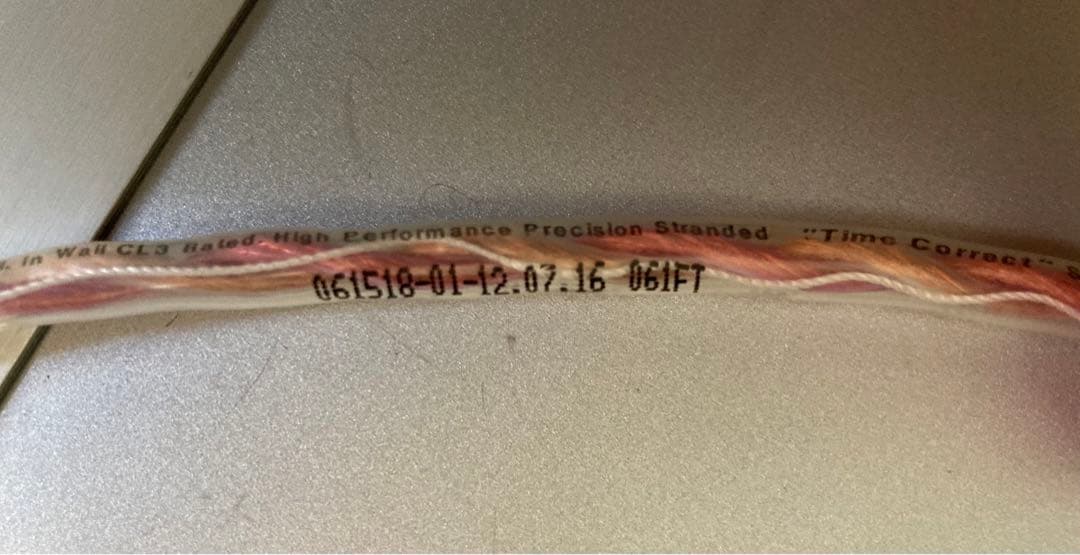 In Wall CL3 Rated High Performance Precision Stranded "Time Correct"
061518-01-12.07.16 061FT